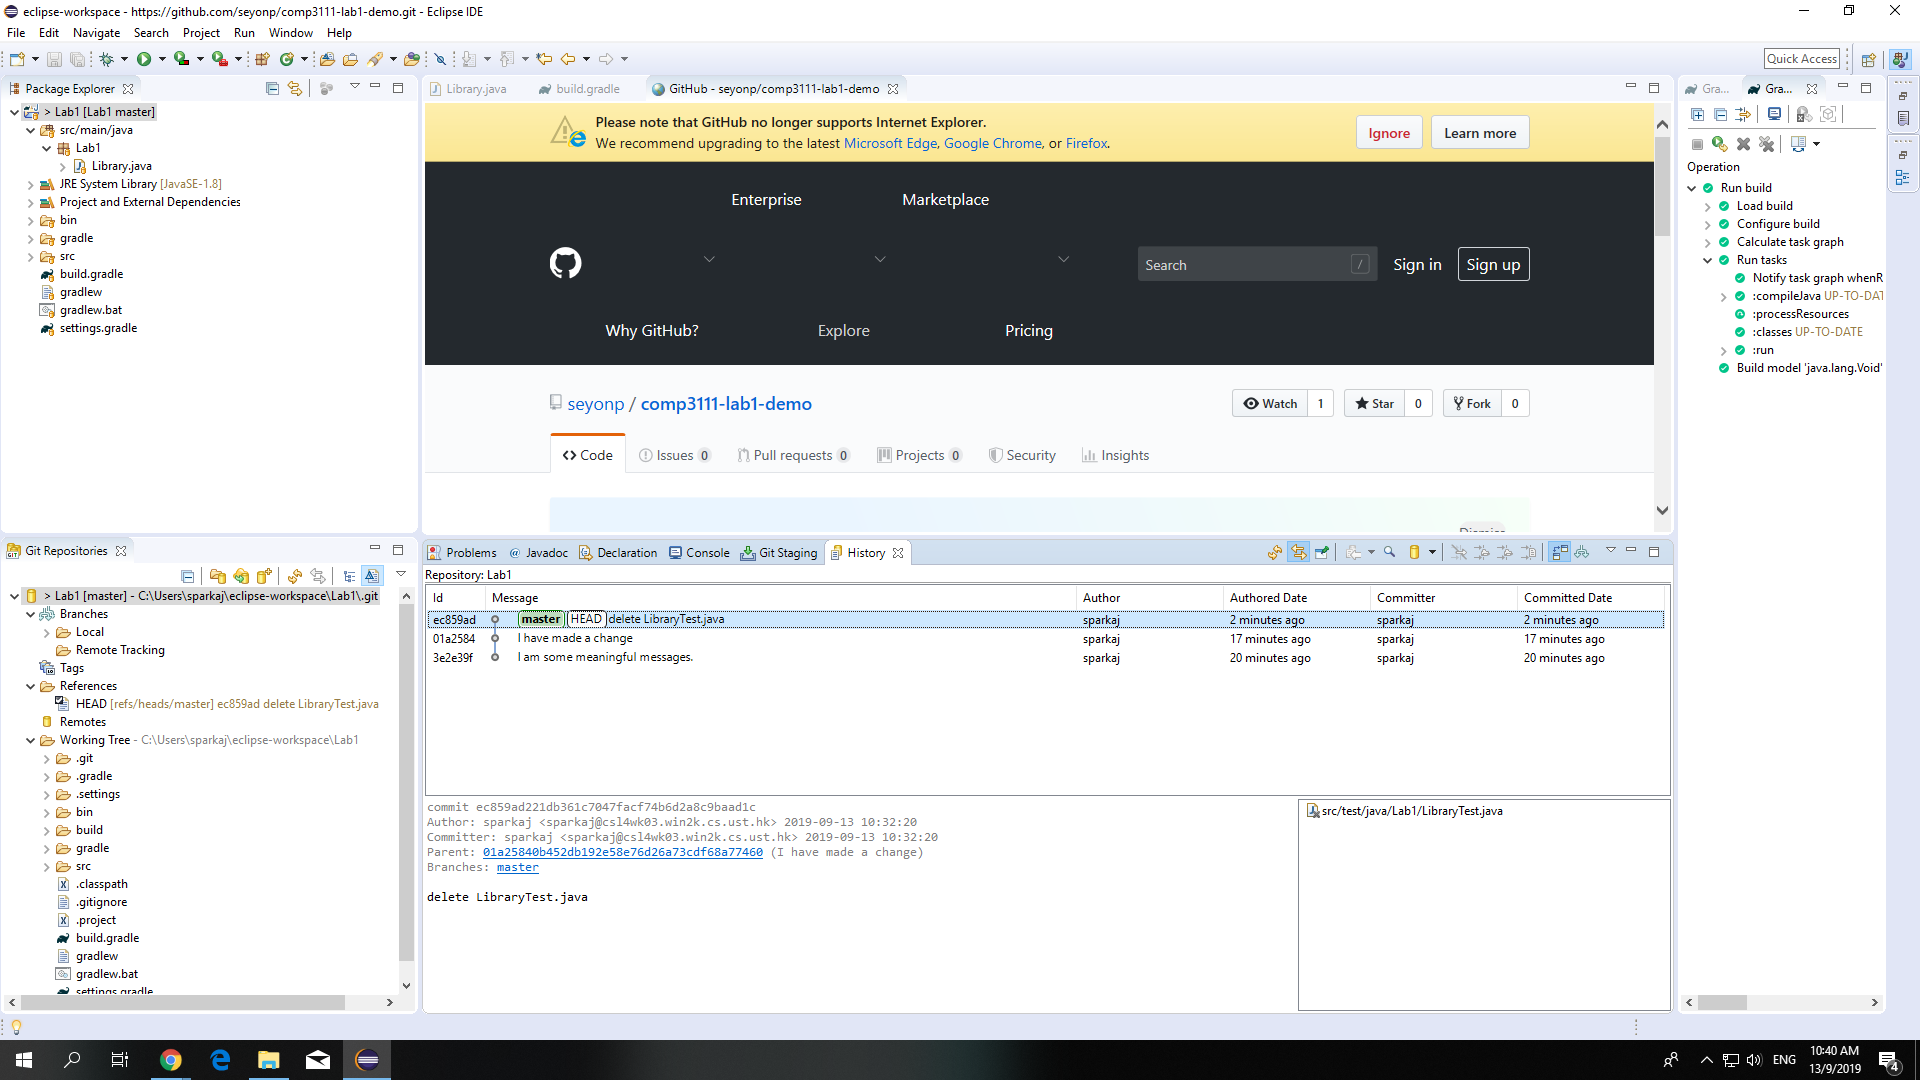 eclipse-workspace - https://github.com/seyonp/comp3111-lab1-demo.git - Eclipse IDE
File Edit Navigate Search Project Run Window Help
Quick Access
Package Explorer
> Lab1 [Lab1 master]
src/main/java
Lab1
Library.java
JRE System Library [JavaSE-1.8]
Project and External Dependencies
bin
gradle
src
build.gradle
gradlew
gradlew.bat
settings.gradle
Library.java build.gradle GitHub - seyonp/comp3111-lab1-demo
Please note that GitHub no longer supports Internet Explorer.
We recommend upgrading to the latest Microsoft Edge, Google Chrome, or Firefox.
Ignore Learn more
Enterprise Marketplace
Search / Sign in Sign up
Why GitHub? Explore Pricing
seyonp / comp3111-lab1-demo
Watch 1 Star 0 Fork 0
Code Issues 0 Pull requests 0 Projects 0 Security Insights
Dismiss
Gra... Gra...
Operation
Run build
Load build
Configure build
Calculate task graph
Run tasks
Notify task graph whenR
:compileJava UP-TO-DAT
:processResources
:classes UP-TO-DATE
:run
Build model 'java.lang.Void'
Git Repositories
> Lab1 [master] - C:\Users\sparkaj\eclipse-workspace\Lab1\.git
Branches
Local
Remote Tracking
Tags
References
HEAD [refs/heads/master] ec859ad delete LibraryTest.java
Remotes
Working Tree - C:\Users\sparkaj\eclipse-workspace\Lab1
.git
.gradle
.settings
bin
build
gradle
src
.classpath
.gitignore
.project
build.gradle
gradlew
gradlew.bat
settings.gradle
Problems Javadoc Declaration Console Git Staging History
Repository: Lab1
Id Message Author Authored Date Committer Committed Date
ec859ad master HEAD delete LibraryTest.java sparkaj 2 minutes ago sparkaj 2 minutes ago
01a2584 I have made a change sparkaj 17 minutes ago sparkaj 17 minutes ago
3e2e39f I am some meaningful messages. sparkaj 20 minutes ago sparkaj 20 minutes ago
commit ec859ad221db361c7047facf74b6d2a8c9baad1c
Author: sparkaj <sparkaj@csl4wk03.win2k.cs.ust.hk> 2019-09-13 10:32:20
Committer: sparkaj <sparkaj@csl4wk03.win2k.cs.ust.hk> 2019-09-13 10:32:20
Parent: 01a25840b452db192e58e76d26a73cdf68a77460 (I have made a change)
Branches: master
delete LibraryTest.java
src/test/java/Lab1/LibraryTest.java
ENG
10:40 AM
13/9/2019
4